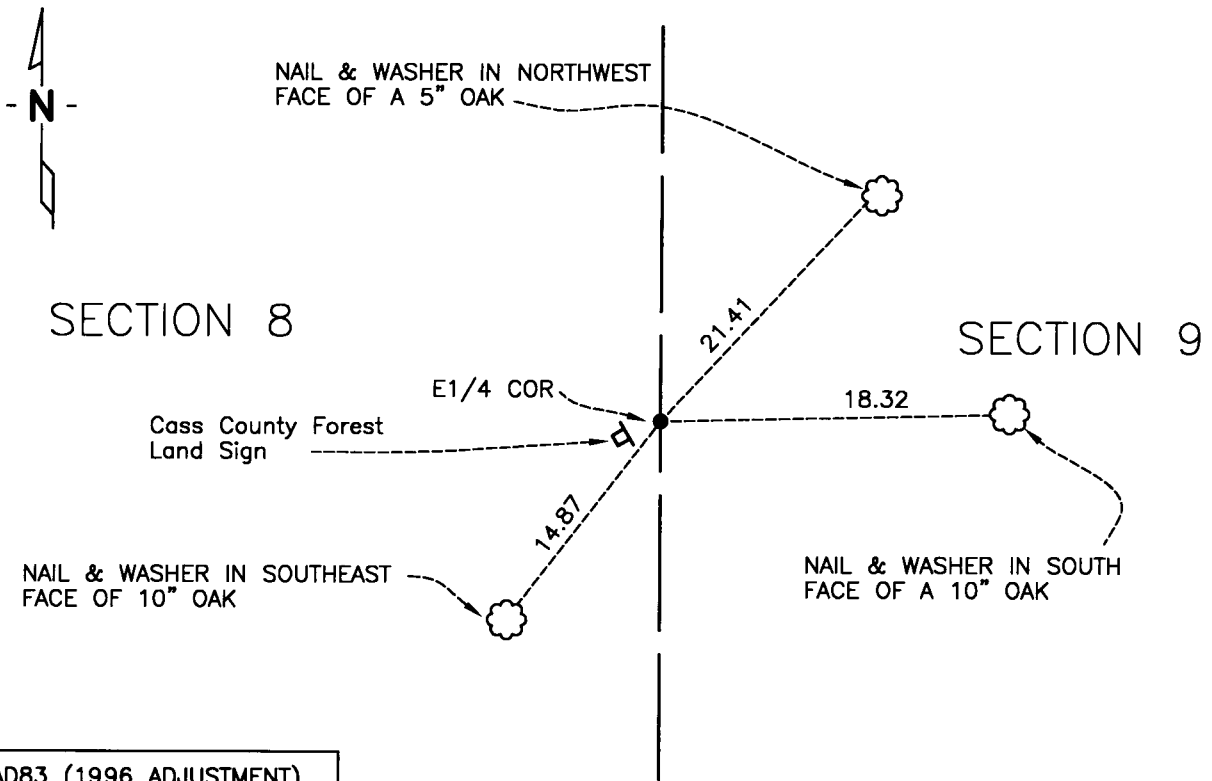 - N -
NAIL & WASHER IN NORTHWEST
FACE OF A 5" OAK
SECTION 8
21.41
SECTION 9
E1/4 COR
18.32
Cass County Forest
Land Sign
14.87
NAIL & WASHER IN SOUTHEAST
FACE OF 10" OAK
NAIL & WASHER IN SOUTH
FACE OF A 10" OAK
AD83 (1996 ADJUSTMENT)